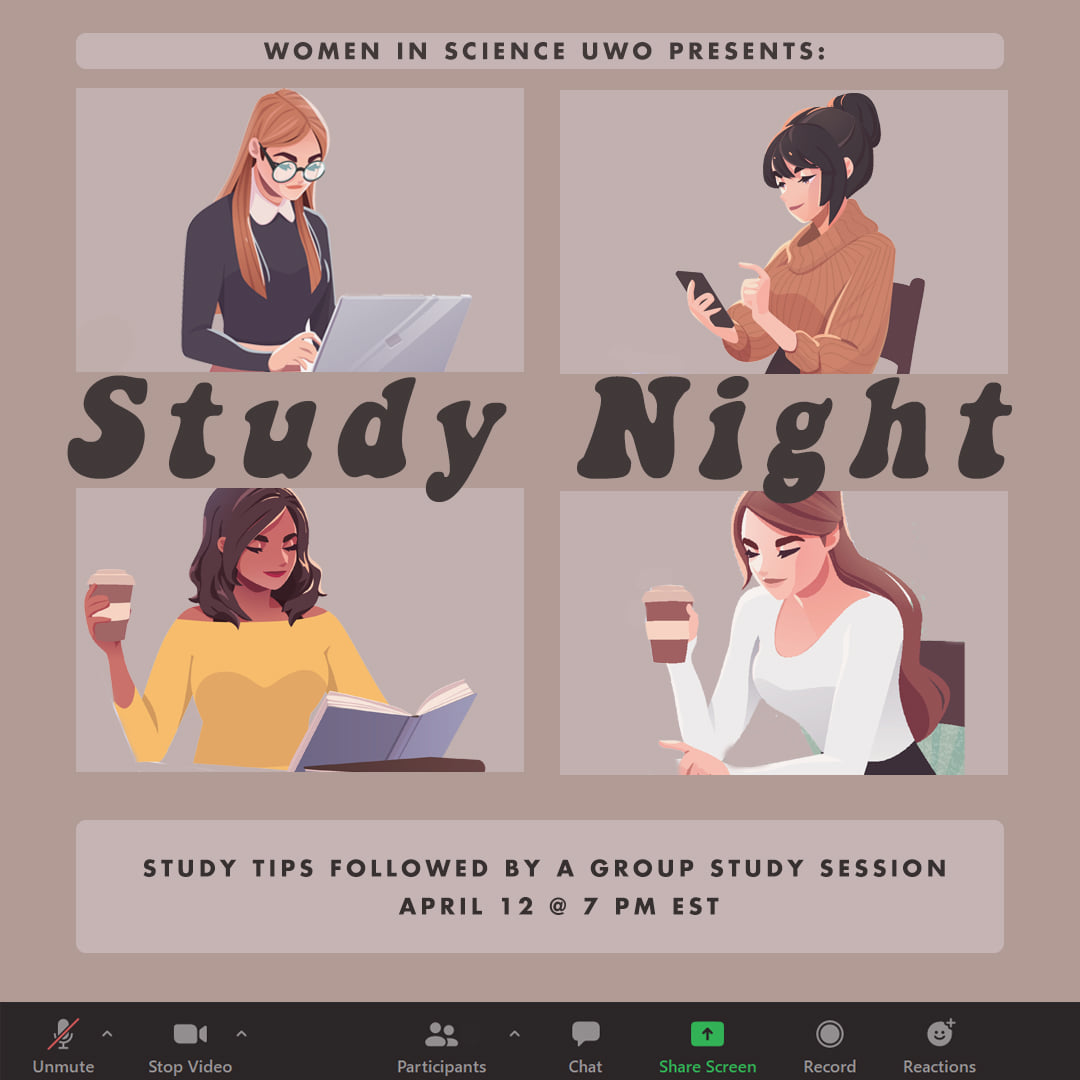 WOMEN IN SCIENCE UWO PRESENTS:
Study Night
STUDY TIPS FOLLOWED BY A GROUP STUDY SESSION
APRIL 12 @ 7 PM EST
Unmute Stop Video Participants Chat Share Screen Record Reactions